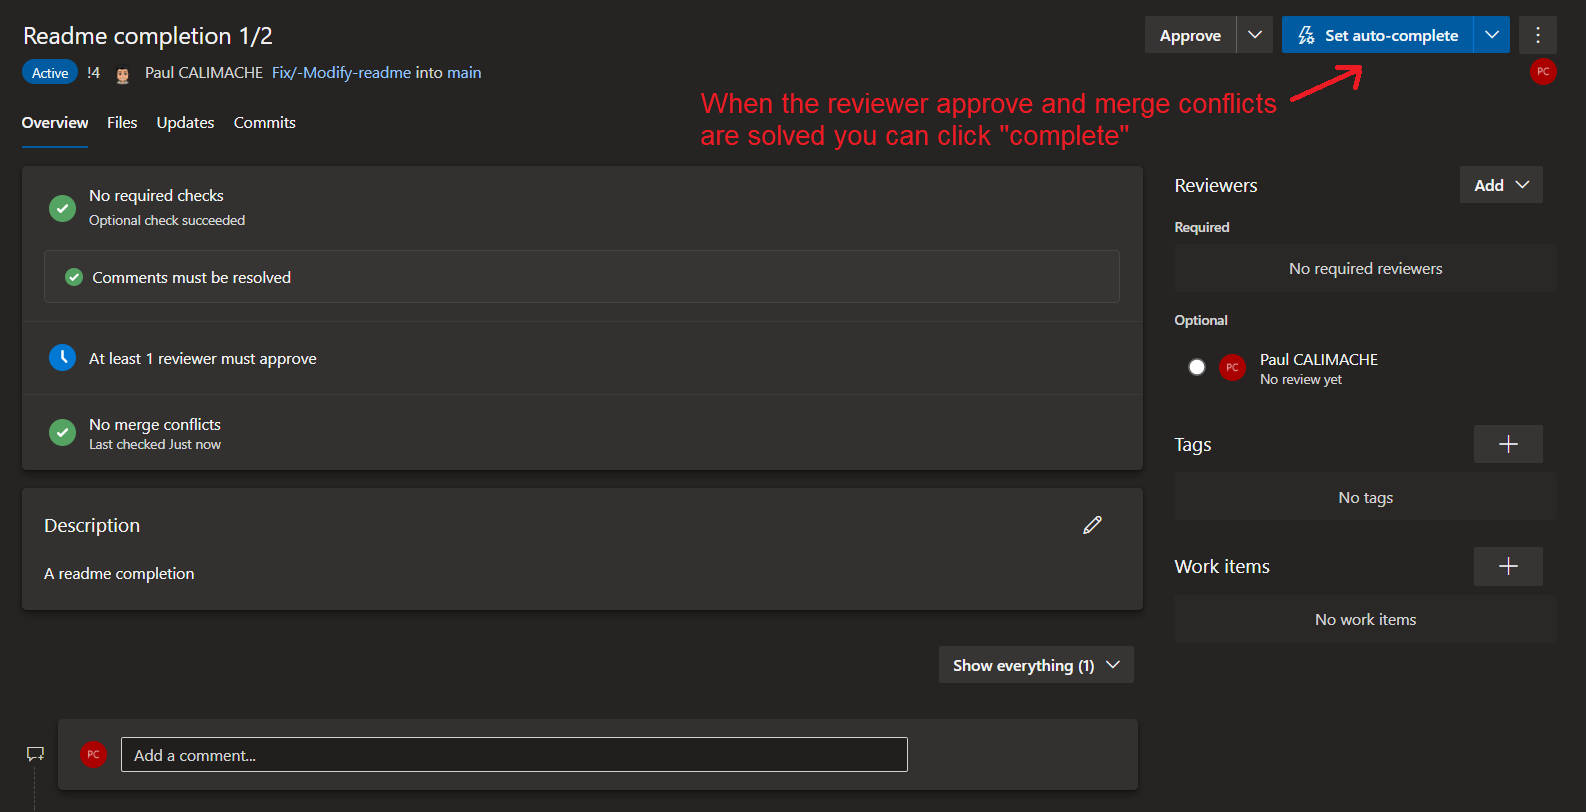 Readme completion 1/2
Approve
Set auto-complete
Active !4 Paul CALIMACHE Fix/-Modify-readme into main
PC
When the reviewer approve and merge conflicts
are solved you can click "complete"
Overview Files Updates Commits
No required checks
Optional check succeeded
Comments must be resolved
At least 1 reviewer must approve
No merge conflicts
Last checked Just now
Description
A readme completion
Show everything (1)
PC
Add a comment...
Reviewers
Add
Required
No required reviewers
Optional
PC
Paul CALIMACHE
No review yet
Tags
No tags
Work items
No work items